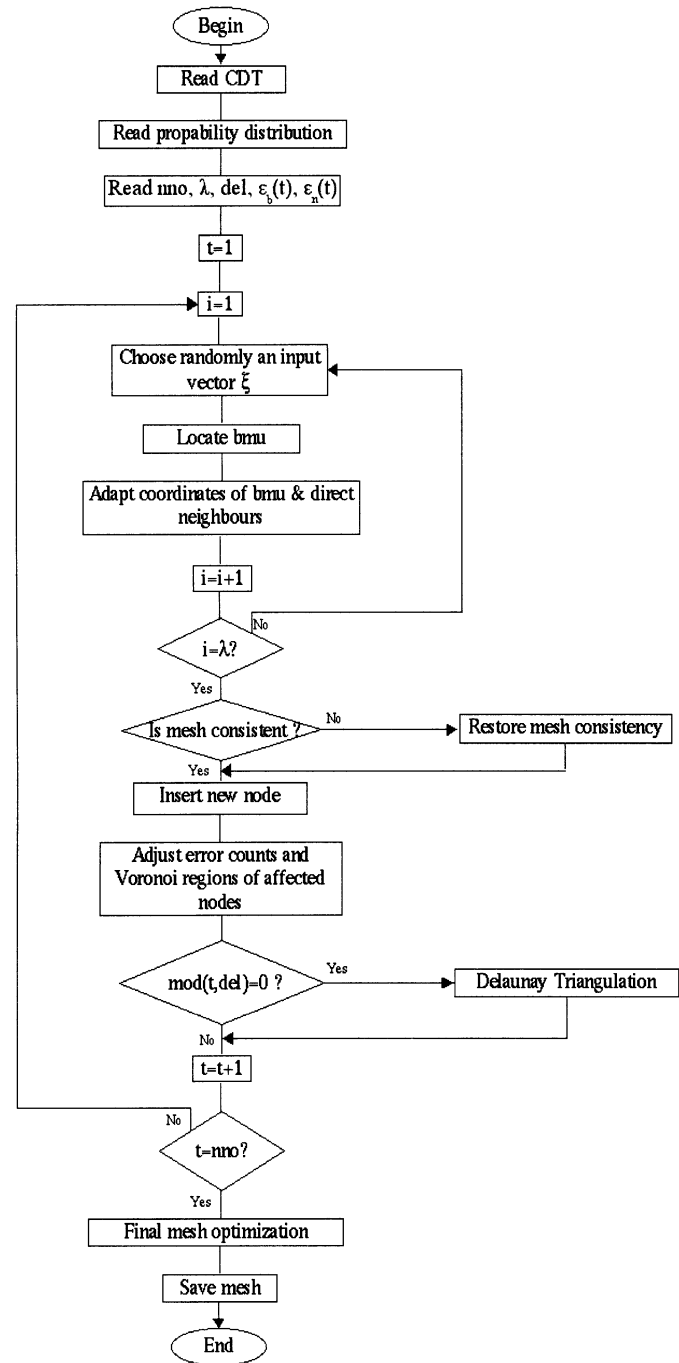 Begin
Read CDT
Read propability distribution
Read nno, λ, del, εb(t), εn(t)
t=1
i=1
Choose randomly an input
vector ξ
Locate bmu
Adapt coordinates of bmu & direct
neighbours
i=i+1
No
i=λ?
Yes
Is mesh consistent ?
No
Restore mesh consistency
Yes
Insert new node
Adjust error counts and
Voronoi regions of affected
nodes
mod(t,del)=0 ?
Yes
Delaunay Triangulation
No
t=t+1
No
t=nno?
Yes
Final mesh optimization
Save mesh
End